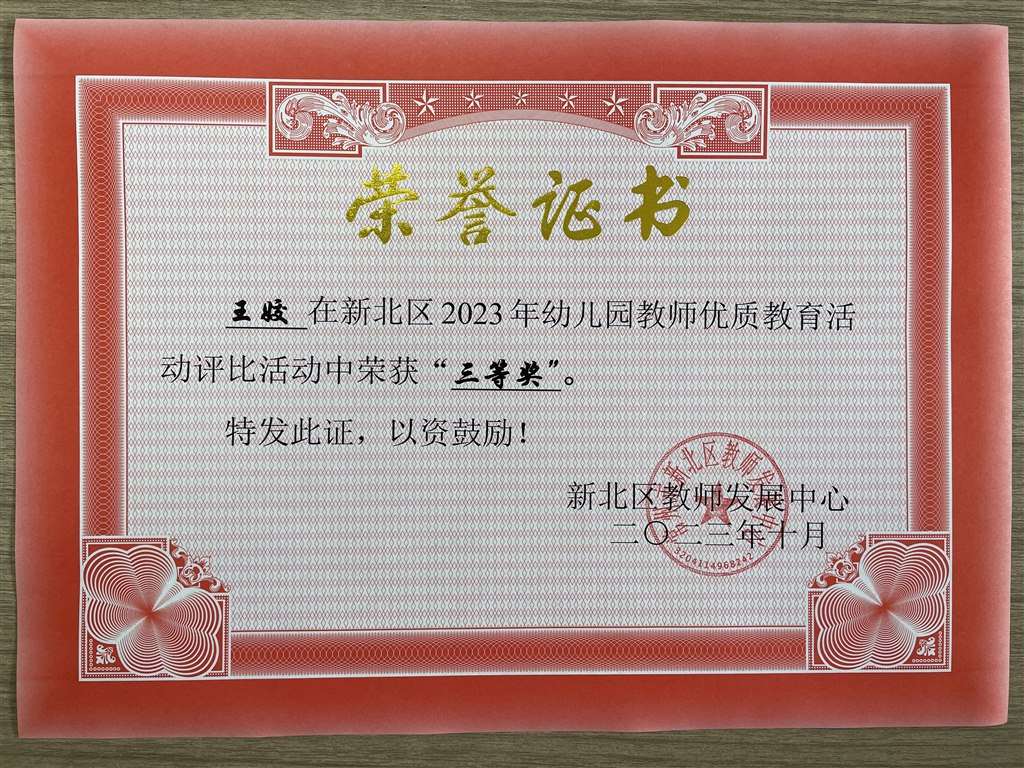 荣誉证书
王姣 在新北区2023年幼儿园教师优质教育活
动评比活动中荣获“三等奖”。
特发此证，以资鼓励！
新北区教师发展中心
二〇二三年十月
3204114968242